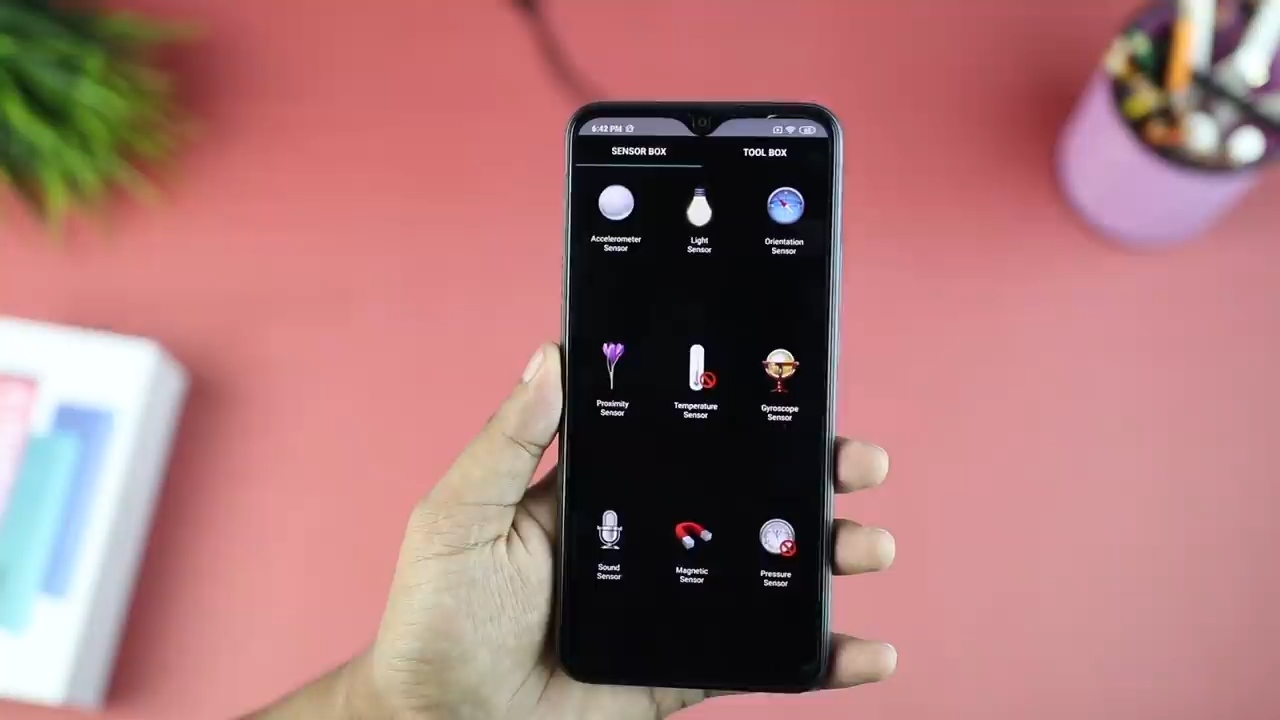 6:42 PM
SENSOR BOX
TOOL BOX
Accelerometer
Sensor
Light
Sensor
Orientation
Sensor
Proximity
Sensor
Temperature
Sensor
Gyroscope
Sensor
Sound
Sensor
Magnetic
Sensor
Pressure
Sensor